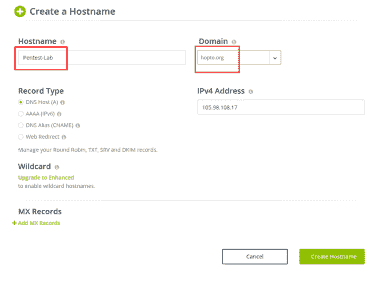 Create a Hostname
Hostname
Domain
Pentest-Lab
hopto.org
Record Type
IPv4 Address
DNS Host (A)
105.98.108.17
AAAA (IPv6)
DNS Alias (CNAME)
Web Redirect
Manage your Round Robin, TXT, SRV and DKIM records.
Wildcard
Upgrade to Enhanced
to enable wildcard hostnames.
MX Records
+ Add MX Records
Cancel
Create Hostname